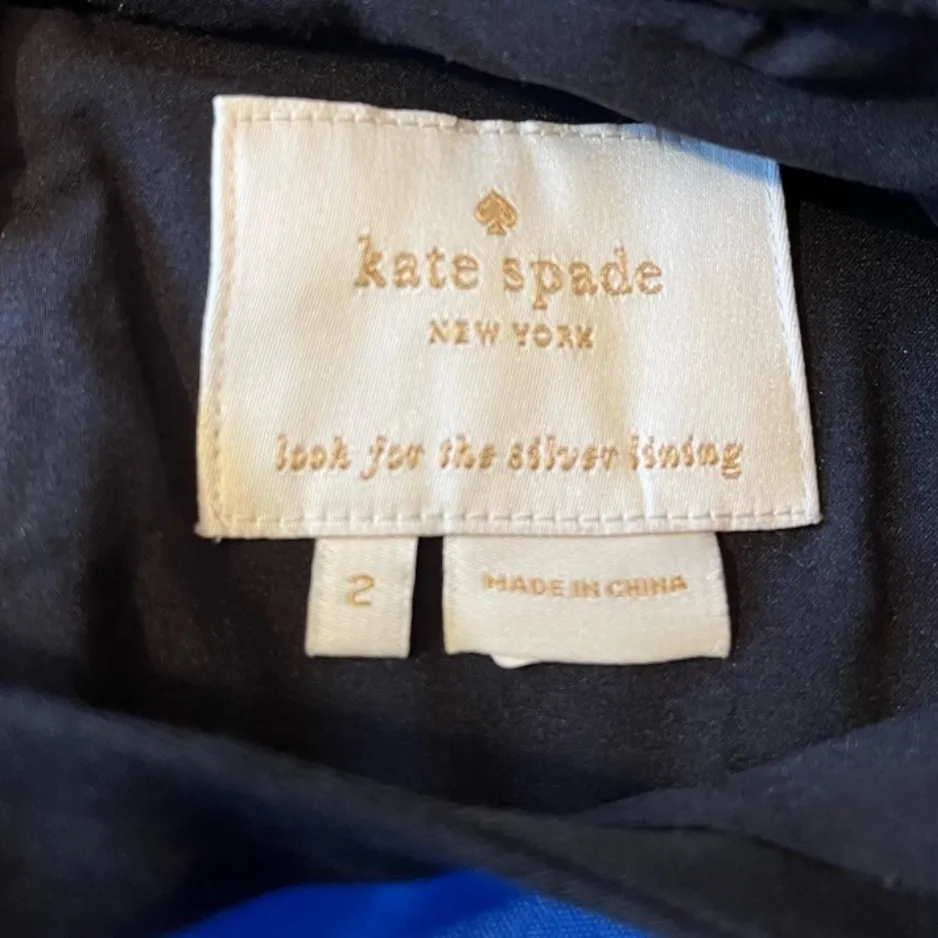 kate spade
NEW YORK
look for the silver lining
2
MADE IN CHINA